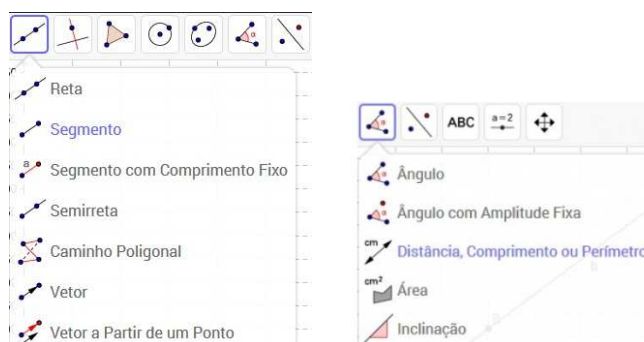 Reta
Segmento
a
Segmento com Comprimento Fixo
Semirreta
Caminho Poligonal
Vetor
Vetor a Partir de um Ponto
ABC
a=2
Ângulo
Ângulo com Amplitude Fixa
cm
Distância, Comprimento ou Perímetro
cm²
Área
Inclinação